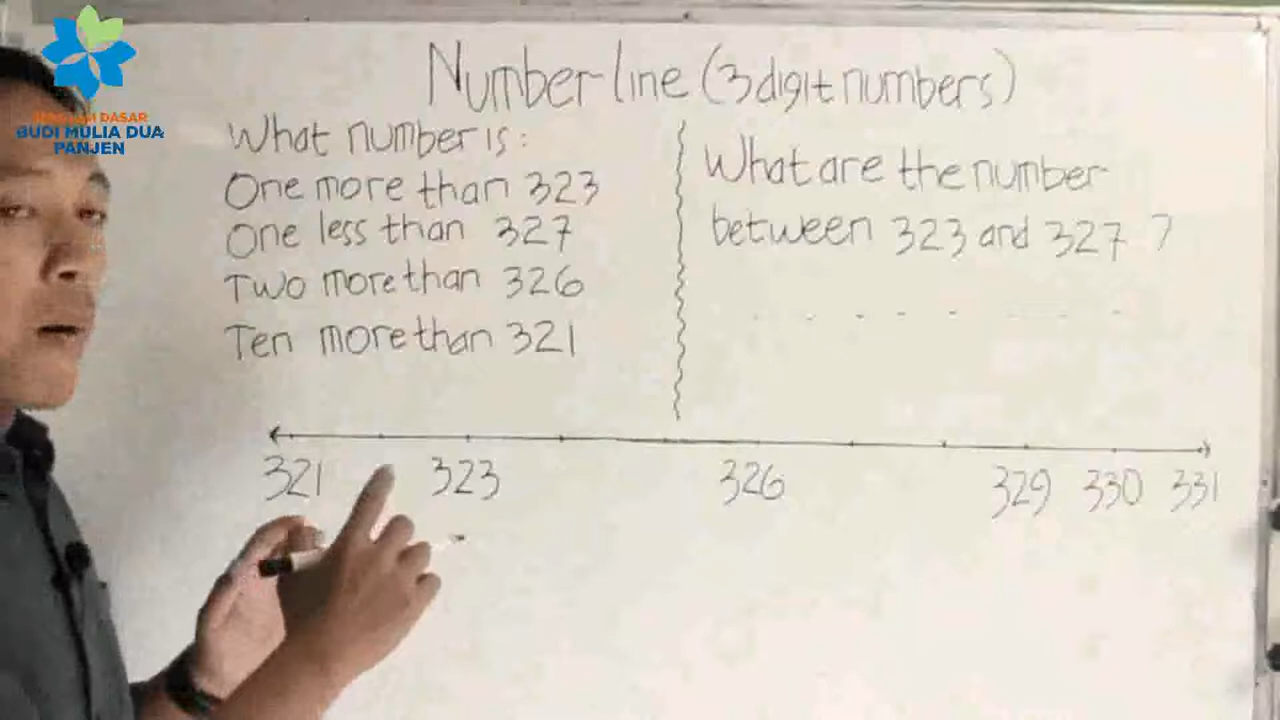 SEKOLAH DASAR
BUDI MULIA DUA
PANJEN
Number line (3 digit numbers)
What number is:
One more than 323
One less than 327
Two more than 326
Ten more than 321
What are the number
between 323 and 327 ?
321 323 326 329 330 331